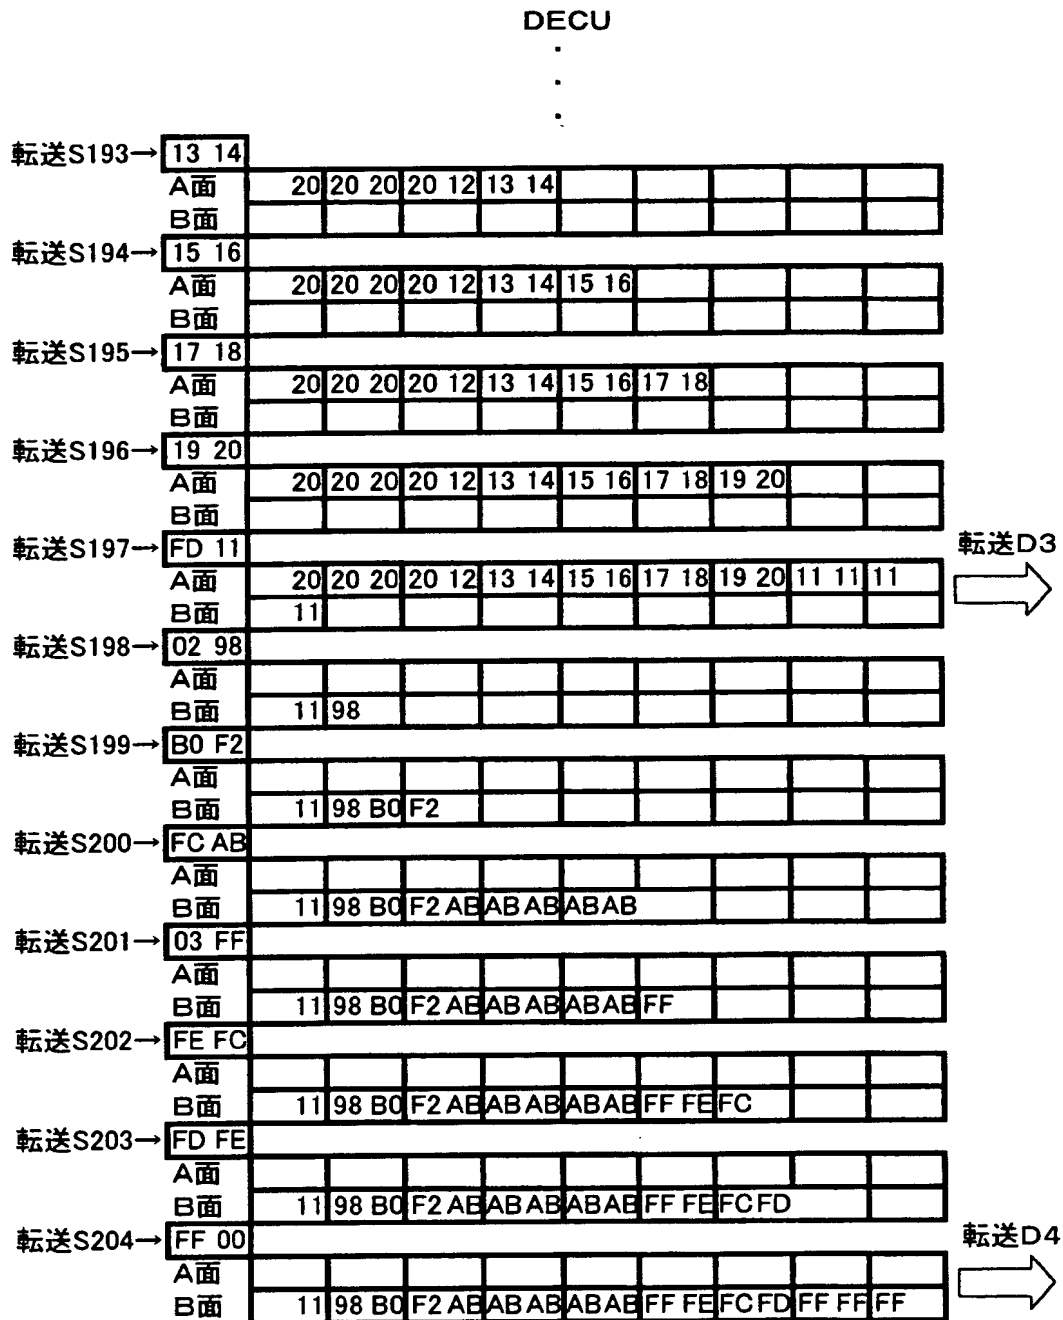 DECU
転送S193→ 13 14
A面 20 20 20 20 12 13 14
B面
転送S194→ 15 16
A面 20 20 20 20 12 13 14 15 16
B面
転送S195→ 17 18
A面 20 20 20 20 12 13 14 15 16 17 18
B面
転送S196→ 19 20
A面 20 20 20 20 12 13 14 15 16 17 18 19 20
B面
転送S197→ FD 11 転送D3
A面 20 20 20 20 12 13 14 15 16 17 18 19 20 11 11 11
B面 11
転送S198→ 02 98
A面
B面 11 98
転送S199→ B0 F2
A面
B面 11 98 B0 F2
転送S200→ FC AB
A面
B面 11 98 B0 F2 AB AB AB AB AB
転送S201→ 03 FF
A面
B面 11 98 B0 F2 AB AB AB AB AB FF
転送S202→ FE FC
A面
B面 11 98 B0 F2 AB AB AB AB AB FF FE FC
転送S203→ FD FE
A面
B面 11 98 B0 F2 AB AB AB AB AB FF FE FC FD
転送S204→ FF 00 転送D4
A面
B面 11 98 B0 F2 AB AB AB AB AB FF FE FC FD FF FF FF